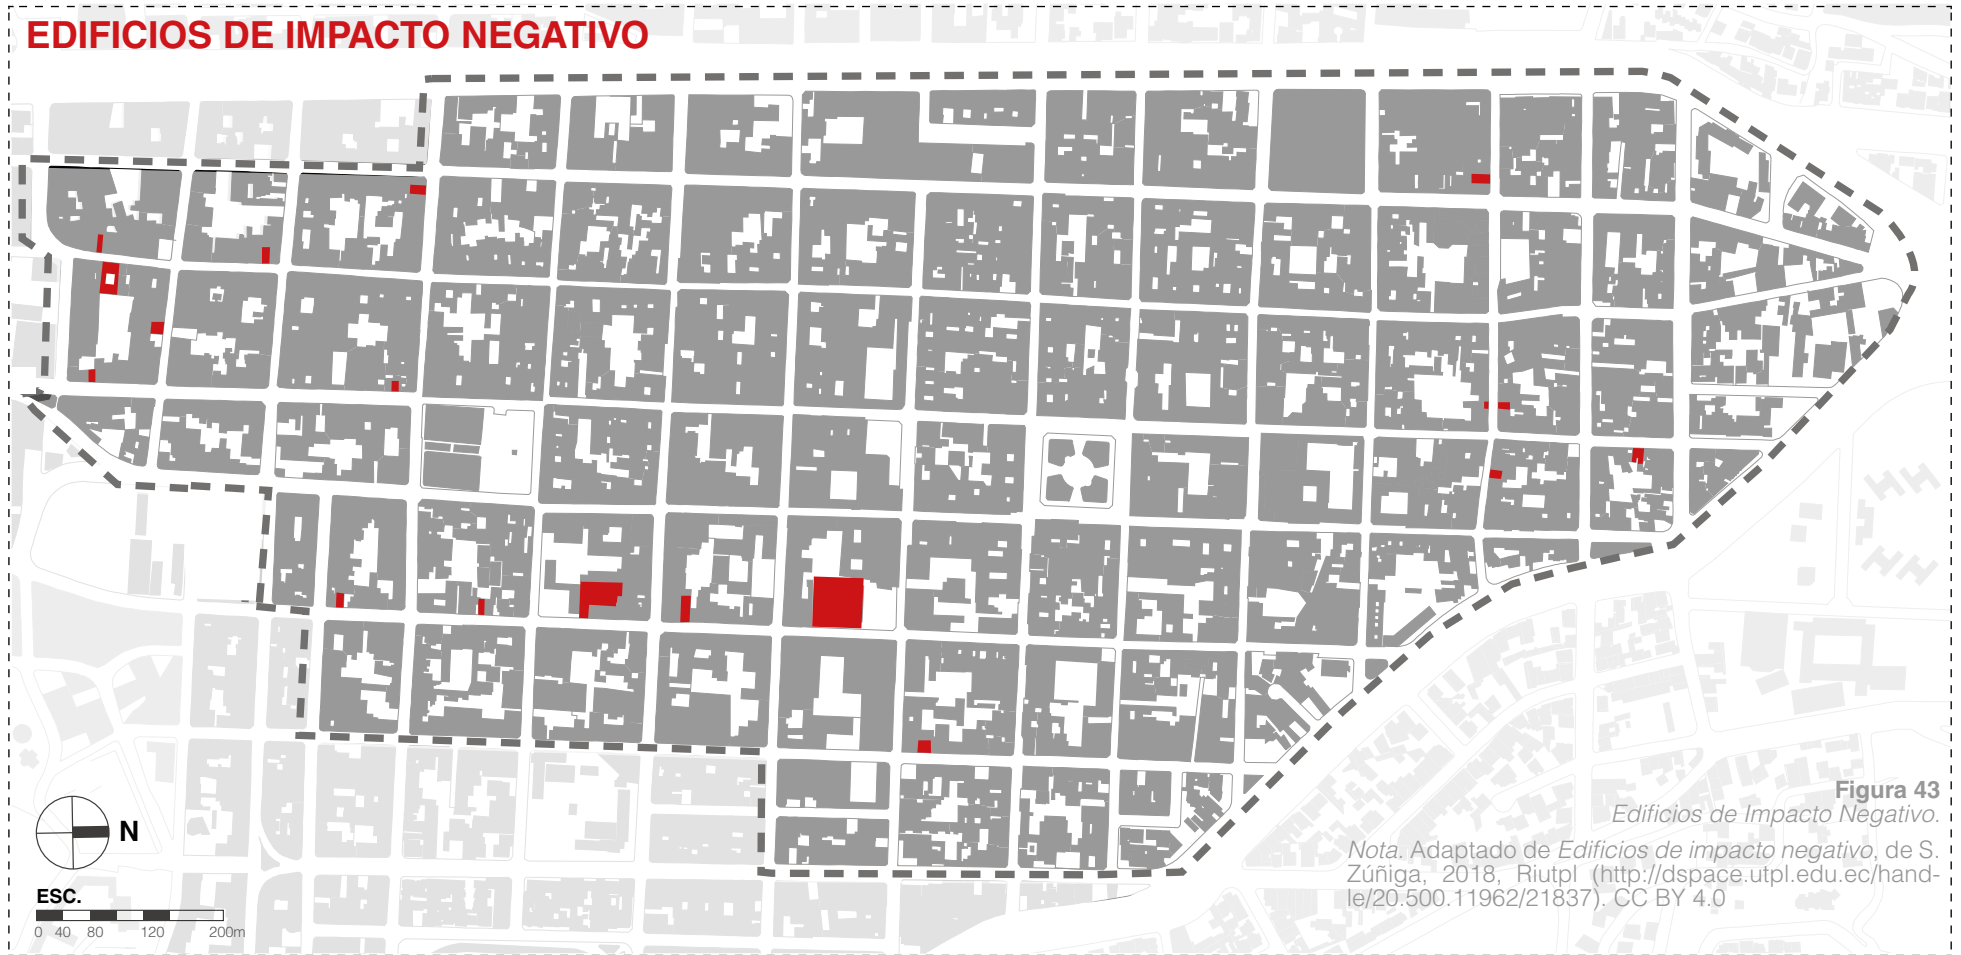 EDIFICIOS DE IMPACTO NEGATIVO
N
ESC.
0 40 80 120 200m
Figura 43
Edificios de Impacto Negativo.
Nota. Adaptado de Edificios de impacto negativo, de S.
Zúñiga, 2018, Riutpl (http://dspace.utpl.edu.ec/hand-
le/20.500.11962/21837). CC BY 4.0